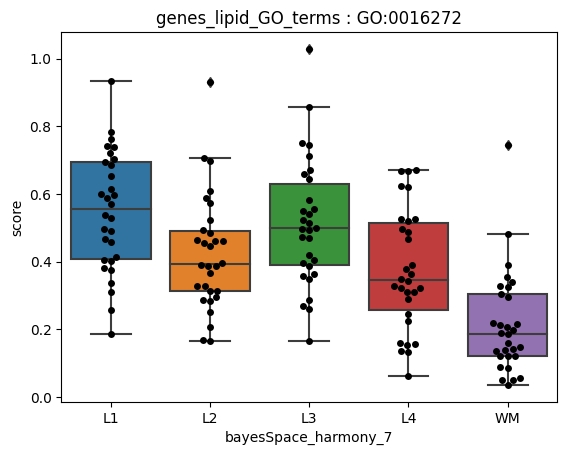 genes_lipid_GO_terms : GO:0016272
1.0
0.8
0.6
0.4
0.2
0.0
score
L1 L2 L3 L4 WM
bayesSpace_harmony_7